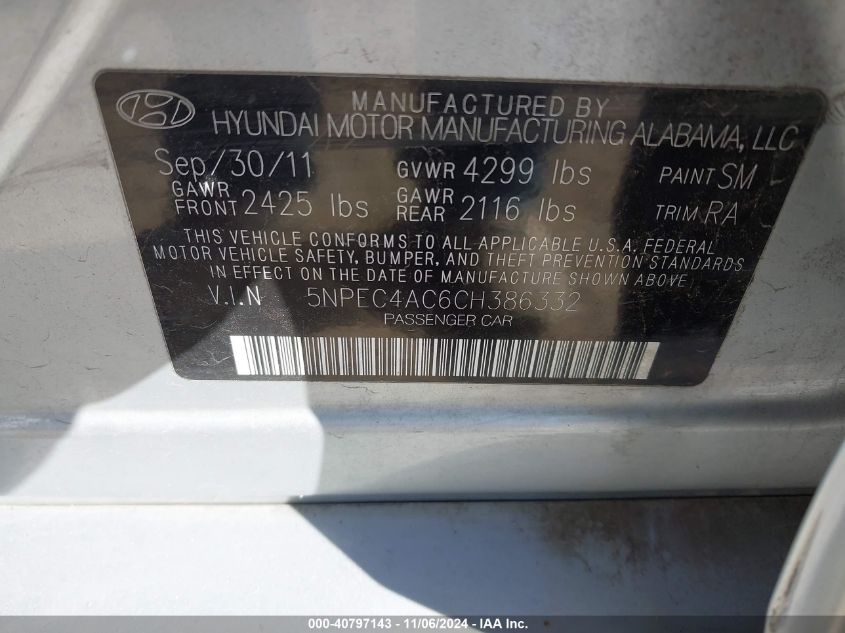 MANUFACTURED BY
HYUNDAI MOTOR MANUFACTURING ALABAMA, LLC
Sep/30/11 GVWR 4299 lbs PAINT SM
GAWR FRONT 2425 lbs GAWR REAR 2116 lbs TRIM RA
THIS VEHICLE CONFORMS TO ALL APPLICABLE U.S.A. FEDERAL
MOTOR VEHICLE SAFETY, BUMPER, AND THEFT PREVENTION STANDARDS
IN EFFECT ON THE DATE OF MANUFACTURE SHOWN ABOVE
V.I.N 5NPEC4AC6CH386332
PASSENGER CAR
000-40797143 - 11/06/2024 - IAA Inc.